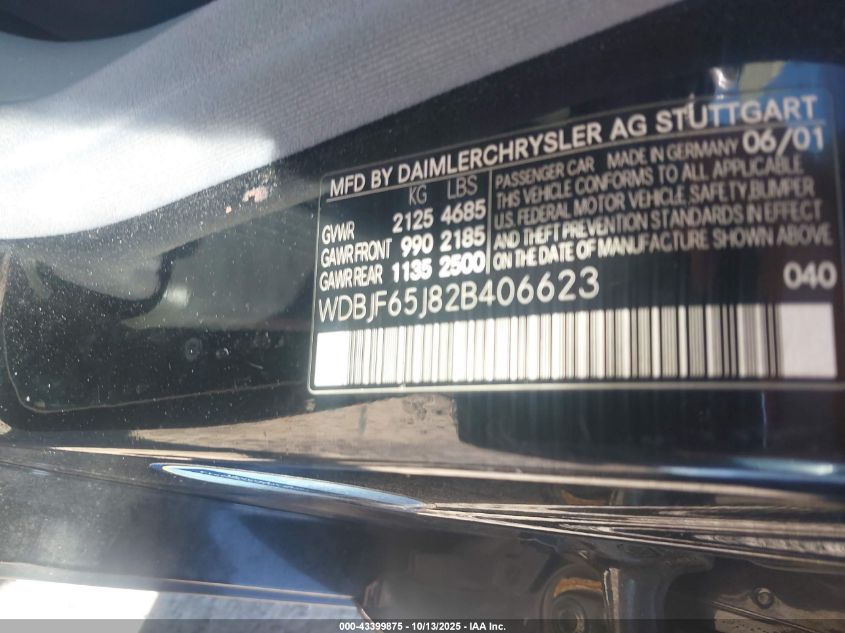 MFD BY DAIMLERCHRYSLER AG STUTTGART
KG LBS
GVWR 2125 4685
GAWR FRONT 990 2185
GAWR REAR 1135 2500
PASSENGER CAR MADE IN GERMANY 06/01
THIS VEHICLE CONFORMS TO ALL APPLICABLE
U.S. FEDERAL MOTOR VEHICLE SAFETY, BUMPER
AND THEFT PREVENTION STANDARDS IN EFFECT
ON THE DATE OF MANUFACTURE SHOWN ABOVE
WDBJF65J82B406623 040
000-43399875 - 10/13/2025 - IAA Inc.